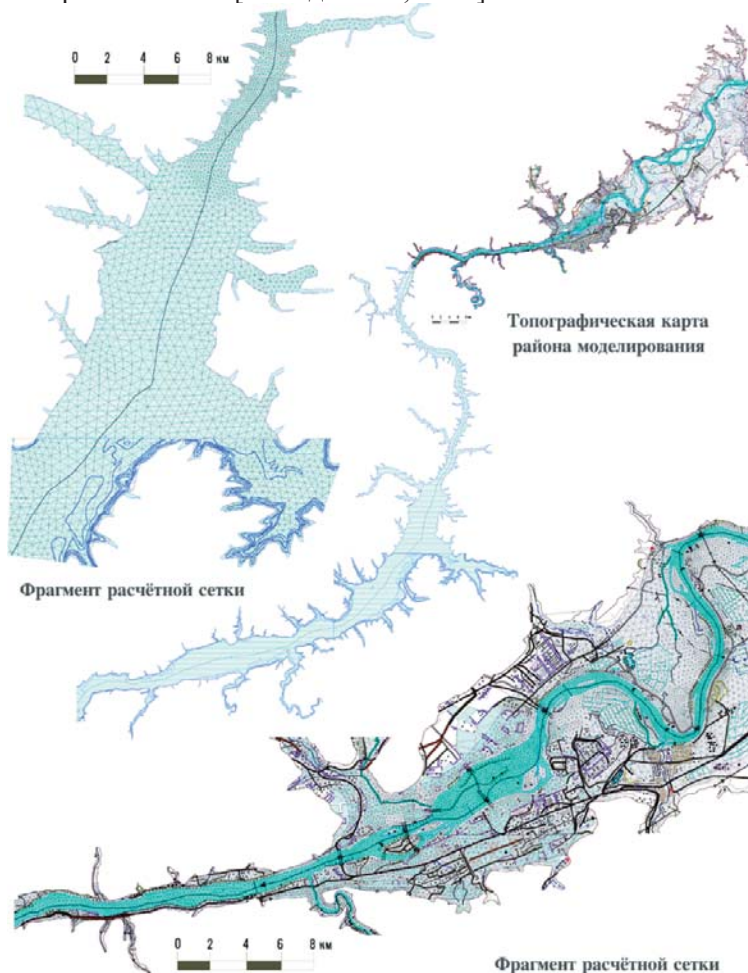 0 2 4 6 8 км
Топографическая карта
района моделирования
Фрагмент расчётной сетки
0 2 4 6 8 км
Фрагмент расчётной сетки